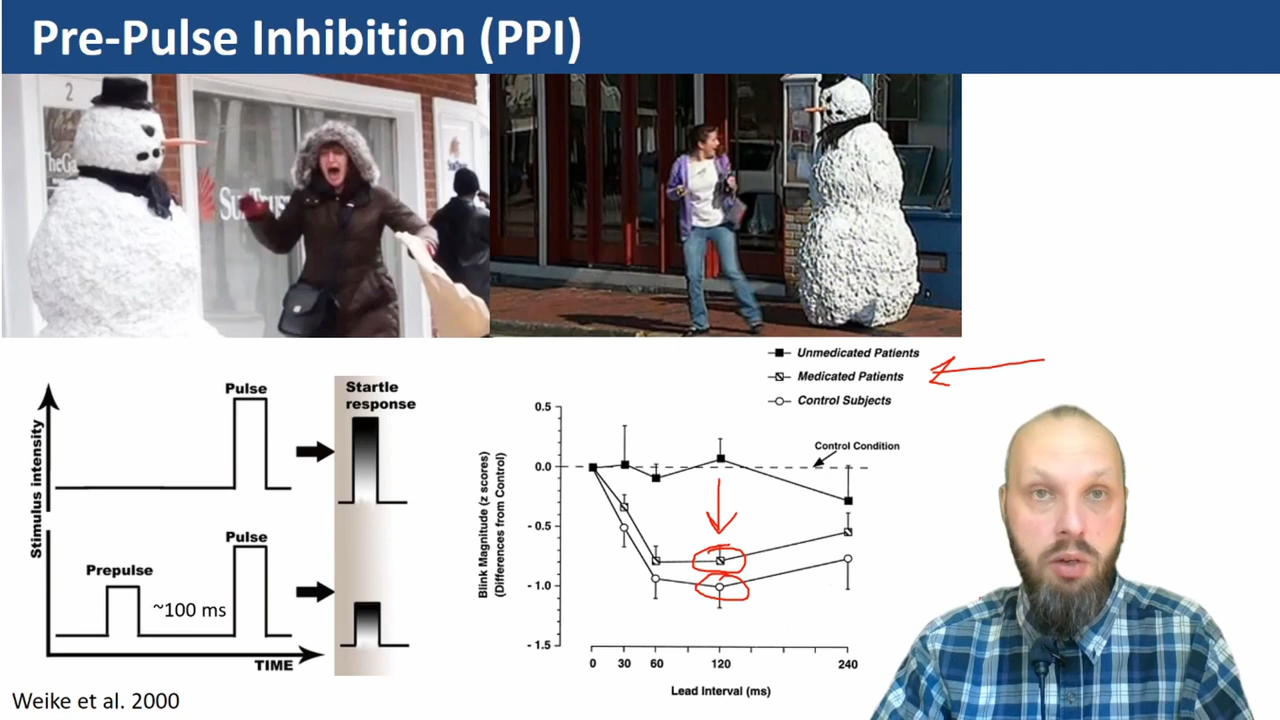 Pre-Pulse Inhibition (PPI)
2
Startle
response
Pulse
Stimulus intensity
Pulse
Prepulse
~100 ms
TIME
Weike et al. 2000
Unmedicated Patients
Medicated Patients
Control Subjects
Control Condition
Blink Magnitude (z scores)
(Differences from Control)
0.5
0.0
- 0.5
- 1.0
- 1.5
0 30 60 120 240
Lead Interval (ms)